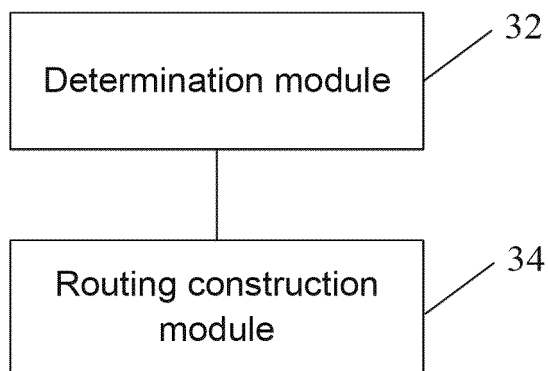 32
Determination module
34
Routing construction
module